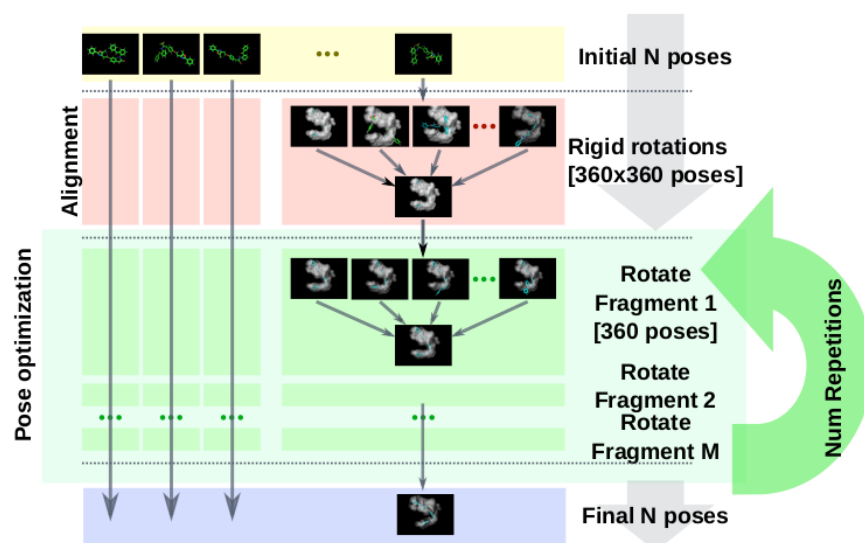 Initial N poses
Alignment
Rigid rotations
[360x360 poses]
Pose optimization
Rotate
Fragment 1
[360 poses]
Rotate
Fragment 2
Rotate
Fragment M
Num Repetitions
Final N poses